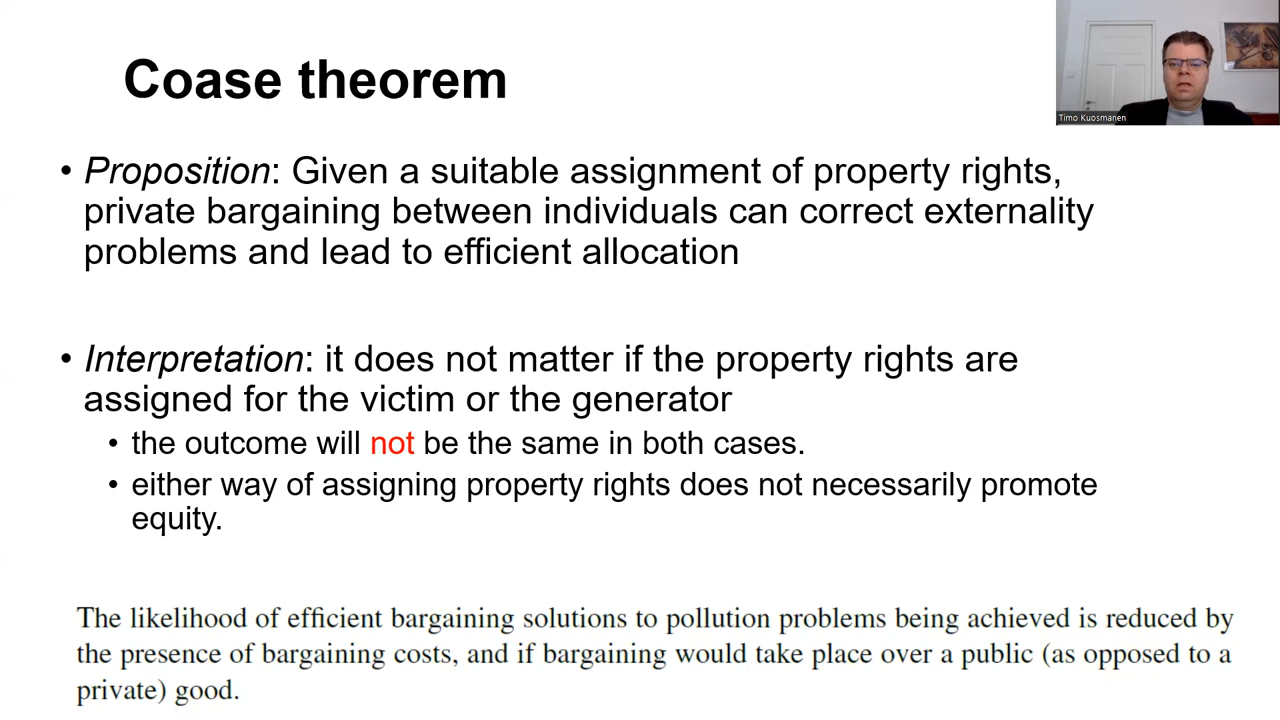 Coase theorem
Timo Kuosmanen
• Proposition: Given a suitable assignment of property rights,
private bargaining between individuals can correct externality
problems and lead to efficient allocation
• Interpretation: it does not matter if the property rights are
assigned for the victim or the generator
• the outcome will not be the same in both cases.
• either way of assigning property rights does not necessarily promote
equity.
The likelihood of efficient bargaining solutions to pollution problems being achieved is reduced by
the presence of bargaining costs, and if bargaining would take place over a public (as opposed to a
private) good.